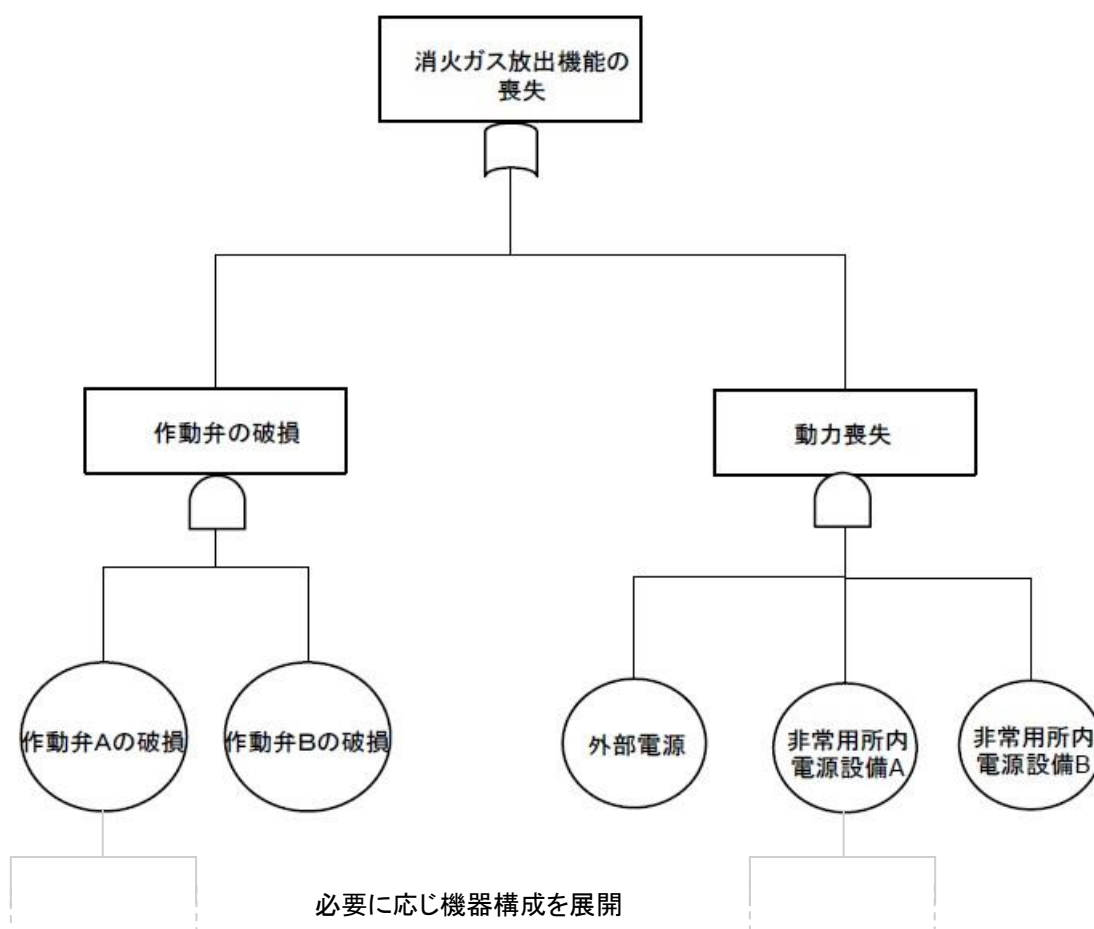 消火ガス放出機能の
喪失
作動弁の破損
動力喪失
作動弁Aの破損
作動弁Bの破損
外部電源
非常用所内
電源設備A
非常用所内
電源設備B
必要に応じ機器構成を展開